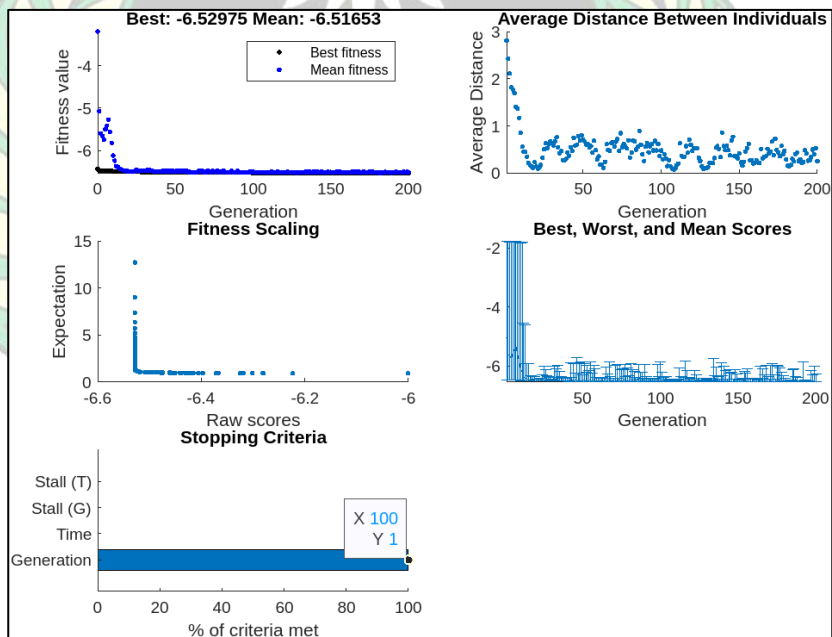 Best: -6.52975 Mean: -6.51653
Fitness value
-4
-5
-6
Best fitness
Mean fitness
0
50
100
150
200
Generation
Average Distance Between Individuals
Average Distance
3
2
1
0
50
100
150
200
Generation
Fitness Scaling
Expectation
15
10
5
0
-6.6
-6.4
-6.2
-6
Raw scores
Best, Worst, and Mean Scores
-2
-4
-6
50
100
150
200
Generation
Stopping Criteria
Stall (T)
Stall (G)
Time
Generation
X 100
Y 1
0
20
40
60
80
100
% of criteria met